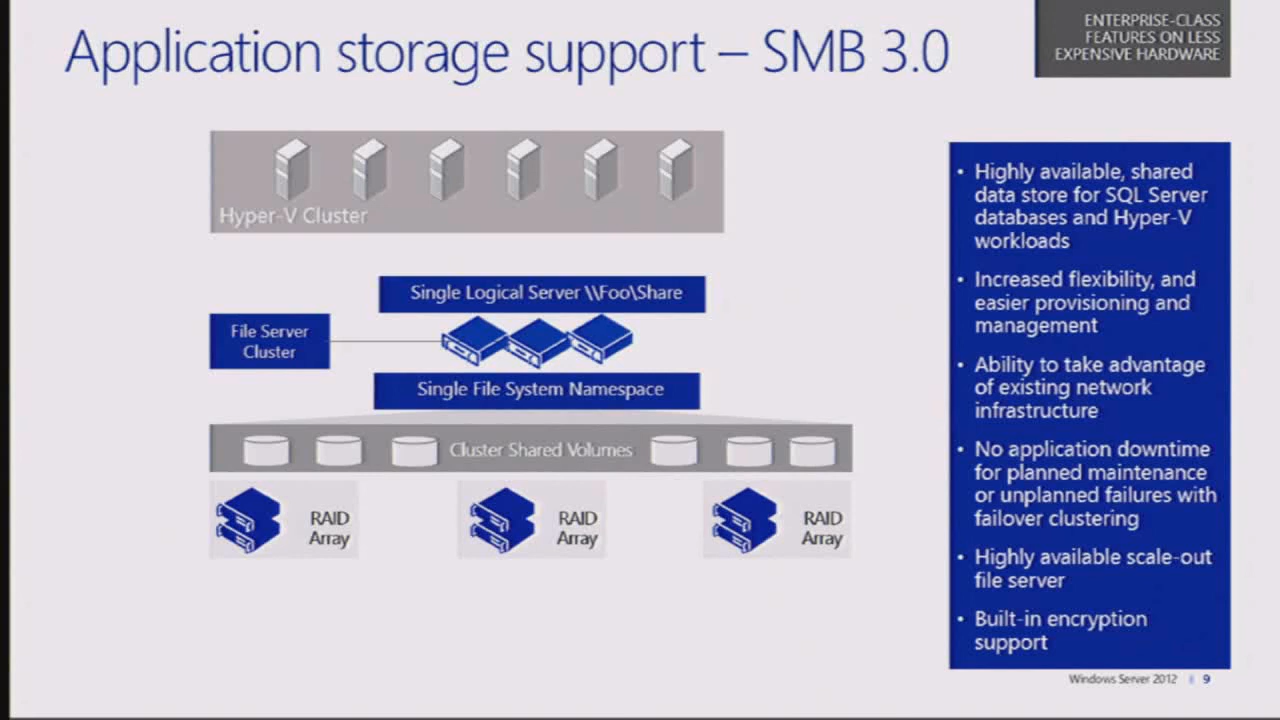 Application storage support – SMB 3.0
ENTERPRISE-CLASS
FEATURES ON LESS
EXPENSIVE HARDWARE
Hyper-V Cluster
Single Logical Server \\Foo\Share
File Server
Cluster
Single File System Namespace
Cluster Shared Volumes
RAID
Array
RAID
Array
RAID
Array
• Highly available, shared
data store for SQL Server
databases and Hyper-V
workloads
• Increased flexibility, and
easier provisioning and
management
• Ability to take advantage
of existing network
infrastructure
• No application downtime
for planned maintenance
or unplanned failures with
failover clustering
• Highly available scale-out
file server
• Built-in encryption
support
Windows Server 2012 | 9